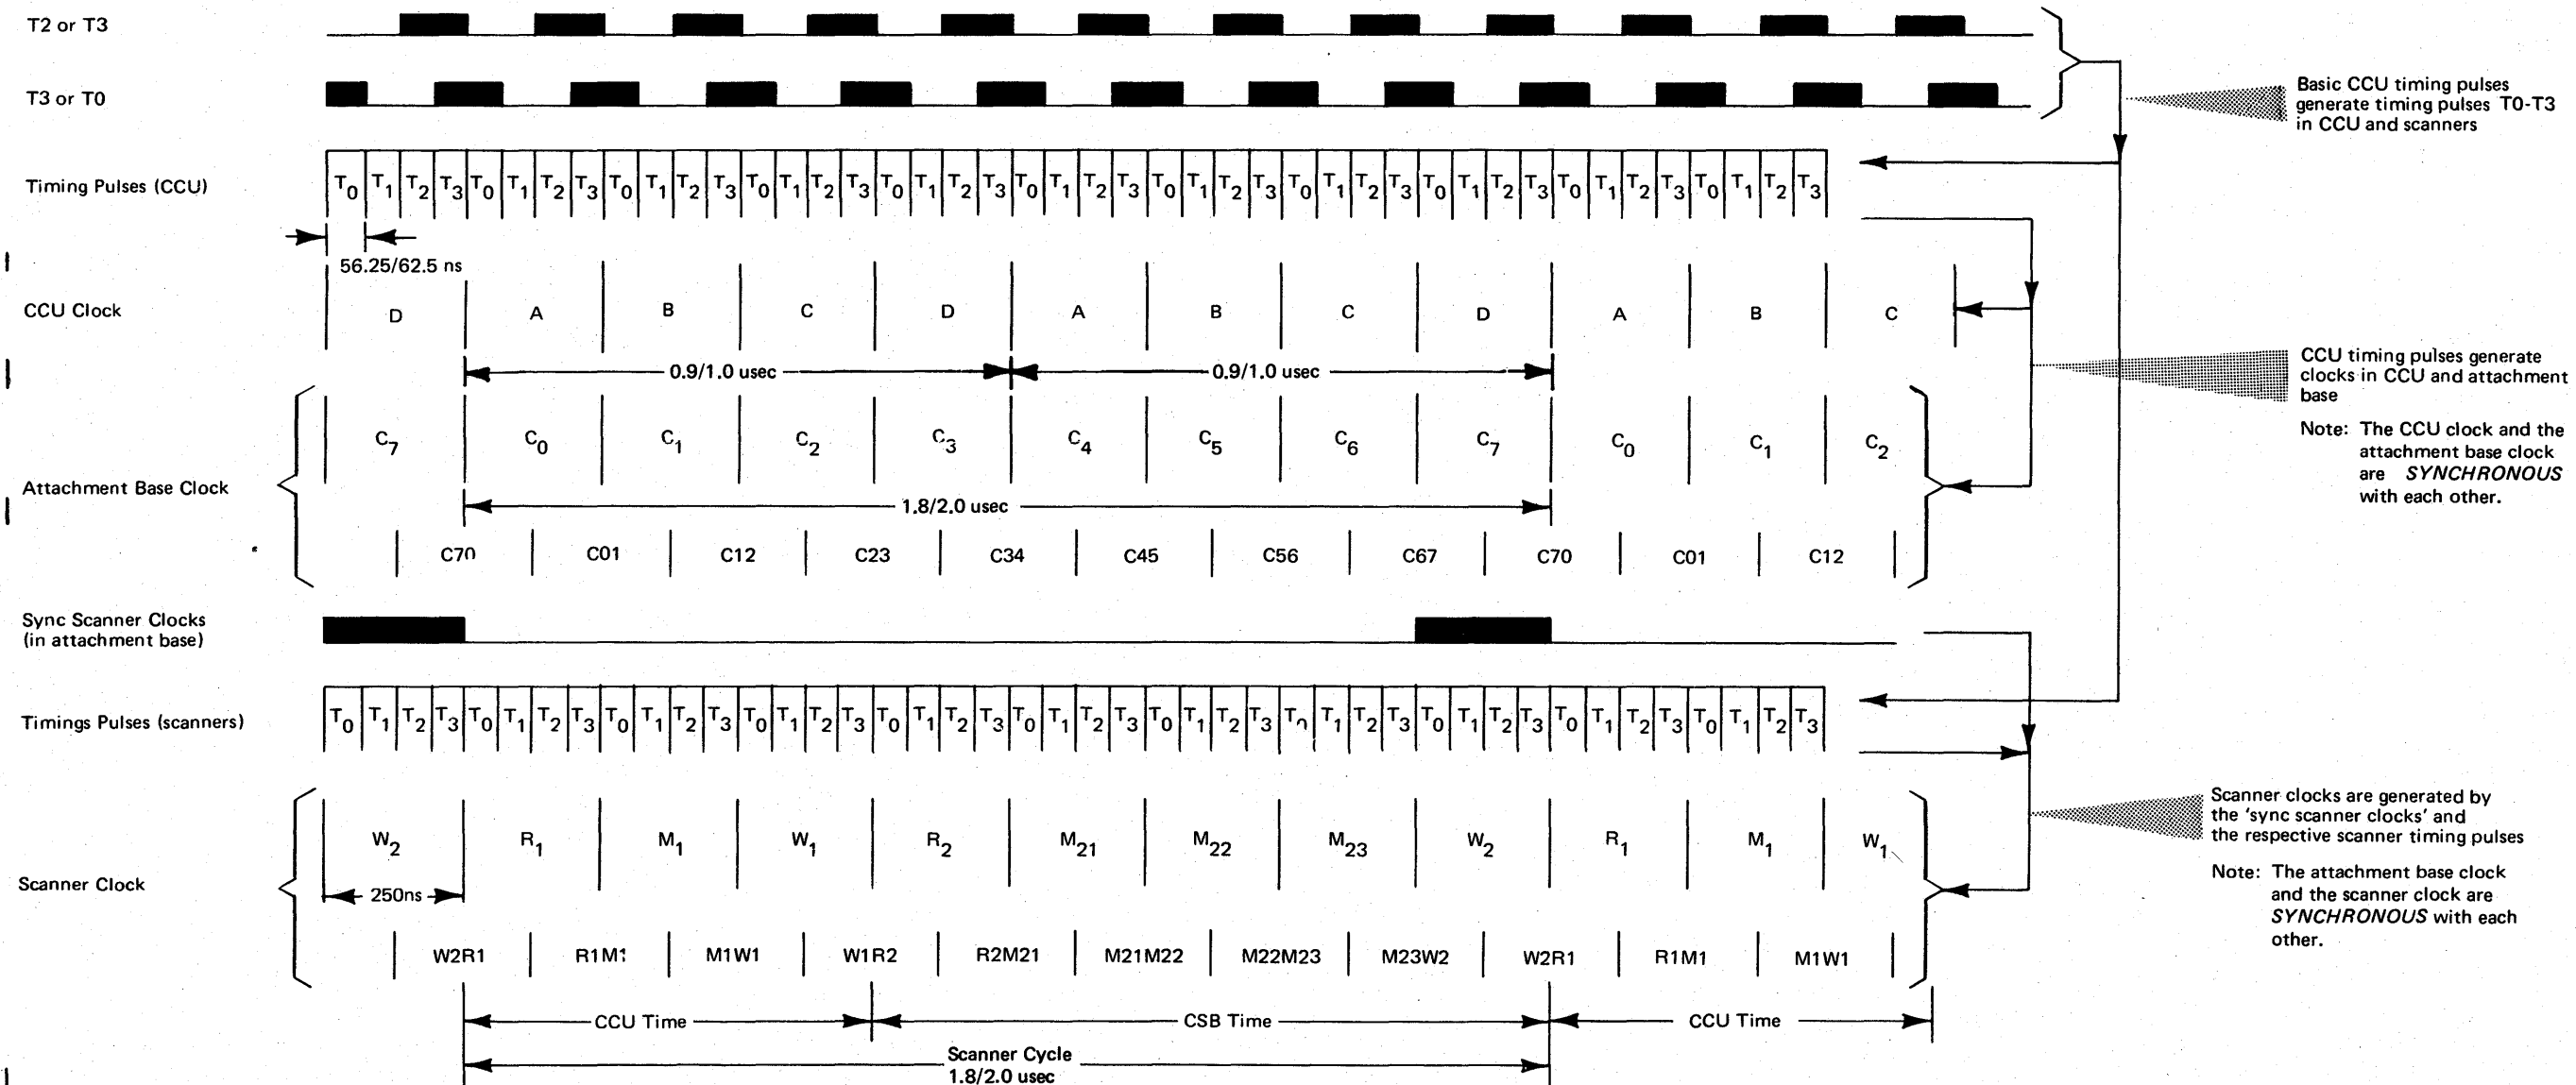 T2 or T3
T3 or T0
Basic CCU timing pulses
generate timing pulses T0-T3
in CCU and scanners
Timing Pulses (CCU)
T0 T1 T2 T3 T0 T1 T2 T3 T0 T1 T2 T3 T0 T1 T2 T3 T0 T1 T2 T3 T0 T1 T2 T3 T0 T1 T2 T3 T0 T1 T2 T3 T0 T1 T2 T3 T0 T1 T2 T3 T0 T1 T2 T3
56.25/62.5 ns
CCU Clock
D A B C D A B C D A B C
0.9/1.0 usec 0.9/1.0 usec
CCU timing pulses generate
clocks in CCU and attachment
base
Note: The CCU clock and the
attachment base clock
are SYNCHRONOUS
with each other.
Attachment Base Clock
C7 C0 C1 C2 C3 C4 C5 C6 C7 C0 C1 C2
1.8/2.0 usec
C70 C01 C12 C23 C34 C45 C56 C67 C70 C01 C12
Sync Scanner Clocks
(in attachment base)
Timings Pulses (scanners)
T0 T1 T2 T3 T0 T1 T2 T3 T0 T1 T2 T3 T0 T1 T2 T3 T0 T1 T2 T3 T0 T1 T2 T3 T0 T1 T2 T3 T0 T1 T2 T3 T0 T1 T2 T3 T0 T1 T2 T3 T0 T1 T2 T3
Scanner Clock
W2 R1 M1 W1 R2 M21 M22 M23 W2 R1 M1 W1
250ns
W2R1 R1M1 M1W1 W1R2 R2M21 M21M22 M22M23 M23W2 W2R1 R1M1 M1W1
Scanner clocks are generated by
the 'sync scanner clocks' and
the respective scanner timing pulses
Note: The attachment base clock
and the scanner clock are
SYNCHRONOUS with each
other.
CCU Time CSB Time CCU Time
Scanner Cycle
1.8/2.0 usec